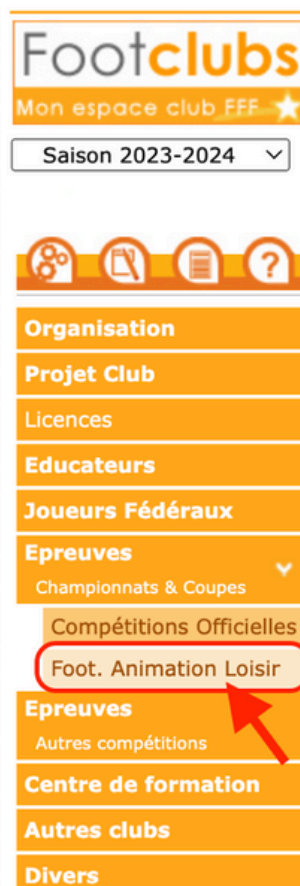 Footclubs
Mon espace club FFF
Saison 2023-2024
?
Organisation
Projet Club
Licences
Educateurs
Joueurs Fédéraux
Epreuves
Championnats & Coupes
Compétitions Officielles
Foot. Animation Loisir
Epreuves
Autres compétitions
Centre de formation
Autres clubs
Divers